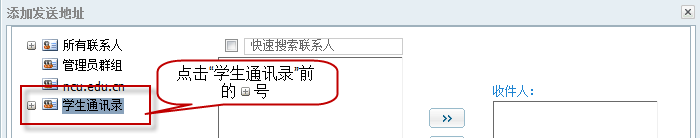 添加发送地址
所有联系人
快速搜索联系人
管理员群组
ncu.edu.cn
点击"学生通讯录"前
的 号
学生通讯录
收件人：
>>